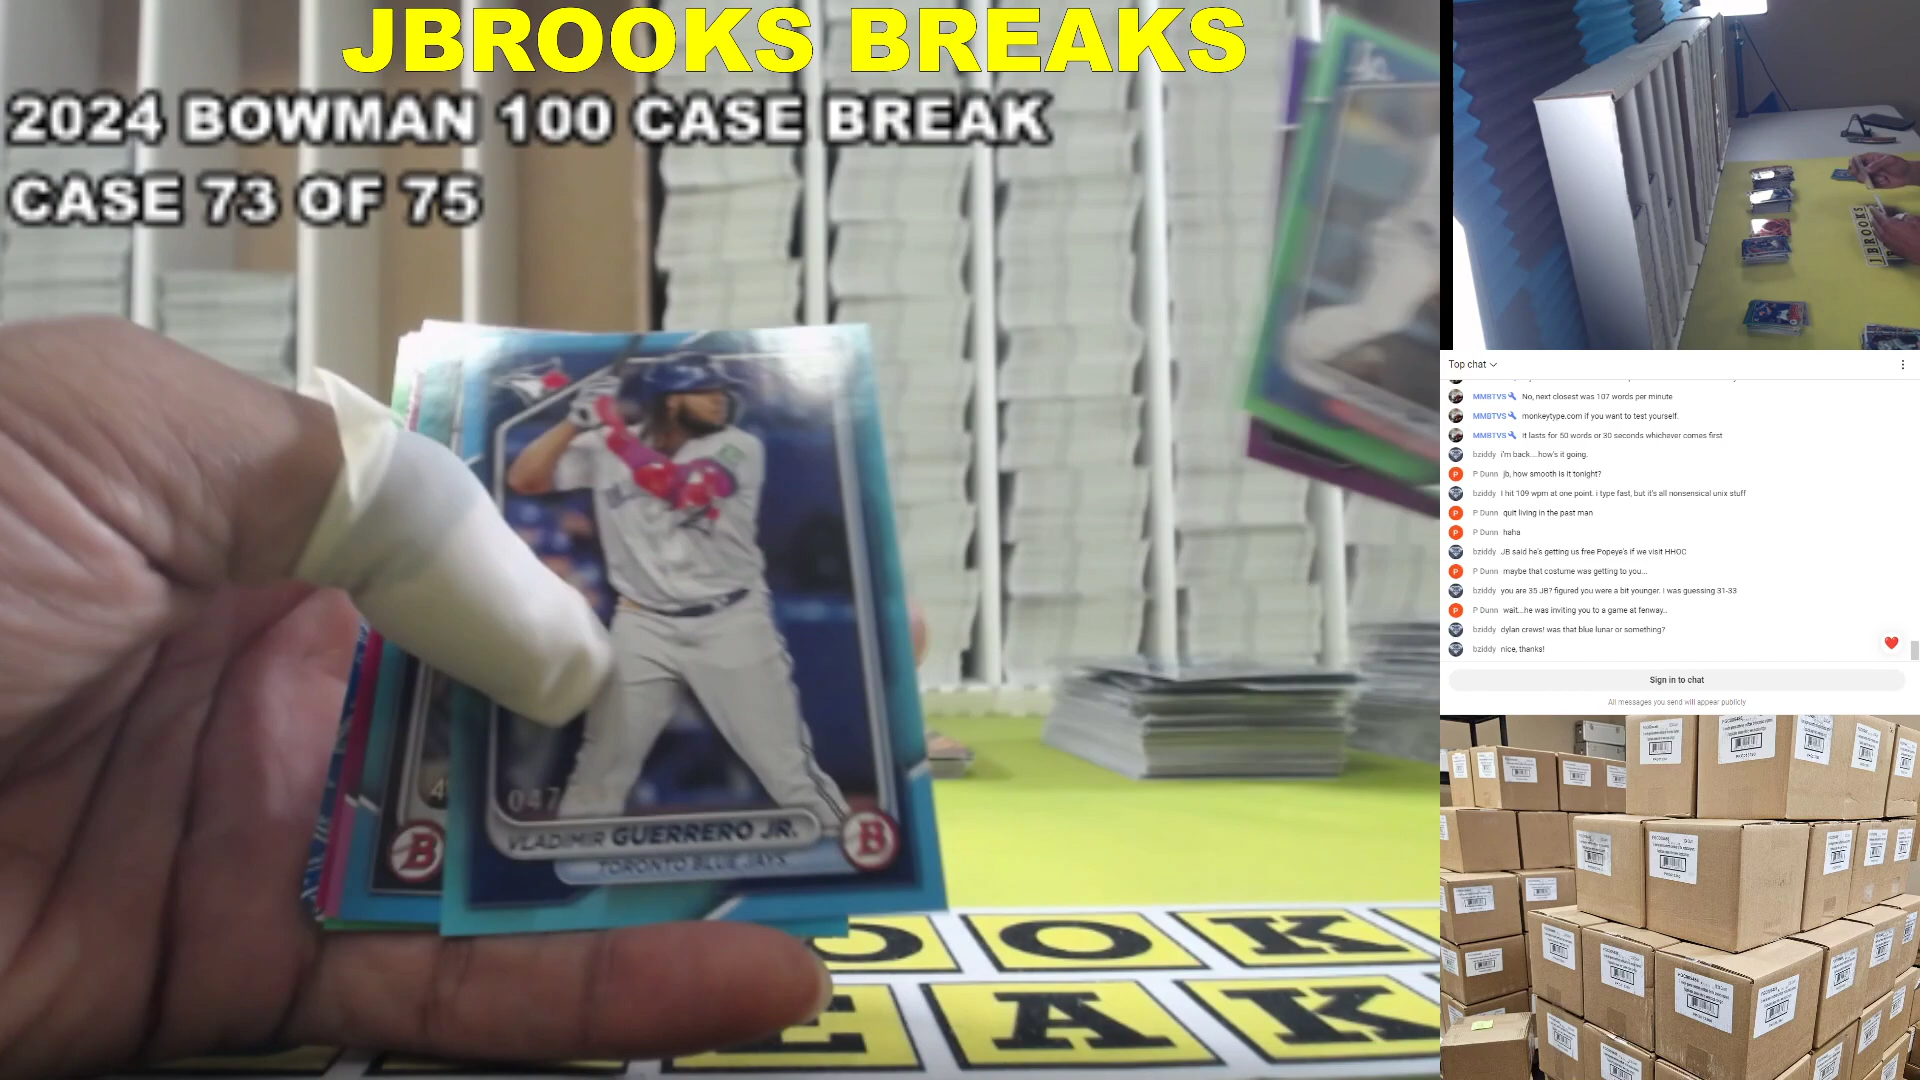 JBROOKS BREAKS
2024 BOWMAN 100 CASE BREAK
CASE 73 OF 75
047
VLADIMIR GUERRERO JR.
TORONTO BLUE JAYS
B
B
OOK
EAK
JBROOKS
Top chat
MMBTVS No, next closest was 107 words per minute
MMBTVS monkeytype.com if you want to test yourself.
MMBTVS It lasts for 50 words or 30 seconds whichever comes first
bziddy i'm back....how's it going.
P Dunn jb, how smooth is it tonight?
bziddy I hit 109 wpm at one point. i type fast, but it's all nonsensical unix stuff
P Dunn quit living in the past man
P Dunn haha
bziddy JB said he's getting us free Popeye's if we visit HHOC
P Dunn maybe that costume was getting to you...
bziddy you are 35 JB? figured you were a bit younger. I was guessing 31-33
P Dunn wait...he was inviting you to a game at fenway..
bziddy dylan crews! was that blue lunar or something?
bziddy nice, thanks!
Sign in to chat
All messages you send will appear publicly